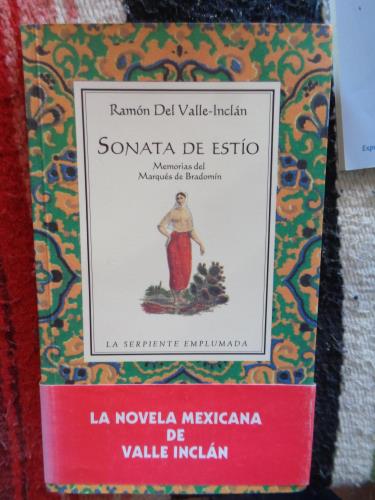 Ramón Del Valle-Inclán
SONATA DE ESTÍO
Memorias del
Marqués de Bradomín
LA SERPIENTE EMPLUMADA
LA NOVELA MEXICANA
DE
VALLE INCLÁN